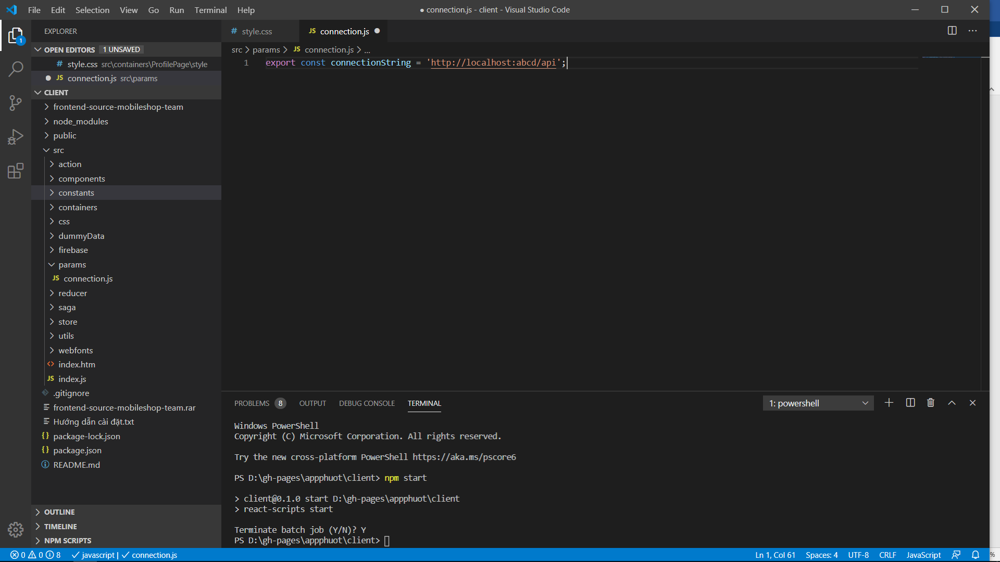 File Edit Selection View Go Run Terminal Help
● connection.js - client - Visual Studio Code
1
EXPLORER
OPEN EDITORS 1 UNSAVED
# style.css src\containers\ProfilePage\style
● JS connection.js src\params
CLIENT
frontend-source-mobileshop-team
node_modules
public
src
action
components
constants
containers
css
dummyData
firebase
params
JS connection.js
reducer
saga
store
utils
webfonts
<> index.htm
JS index.js
.gitignore
frontend-source-mobileshop-team.rar
Hướng dẫn cài đặt.txt
{} package-lock.json
{} package.json
README.md
OUTLINE
TIMELINE
NPM SCRIPTS
# style.css
JS connection.js ●
src > params > JS connection.js > ...
1 export const connectionString = 'http://localhost:abcd/api';
PROBLEMS 8 OUTPUT DEBUG CONSOLE TERMINAL
1: powershell
Windows PowerShell
Copyright (C) Microsoft Corporation. All rights reserved.
Try the new cross-platform PowerShell https://aka.ms/pscore6
PS D:\gh-pages\appphuot\client> npm start
> client@0.1.0 start D:\gh-pages\appphuot\client
> react-scripts start
Terminate batch job (Y/N)? Y
PS D:\gh-pages\appphuot\client>
0 0 8 javascript | connection.js
Ln 1, Col 61 Spaces: 4 UTF-8 CRLF JavaScript
%